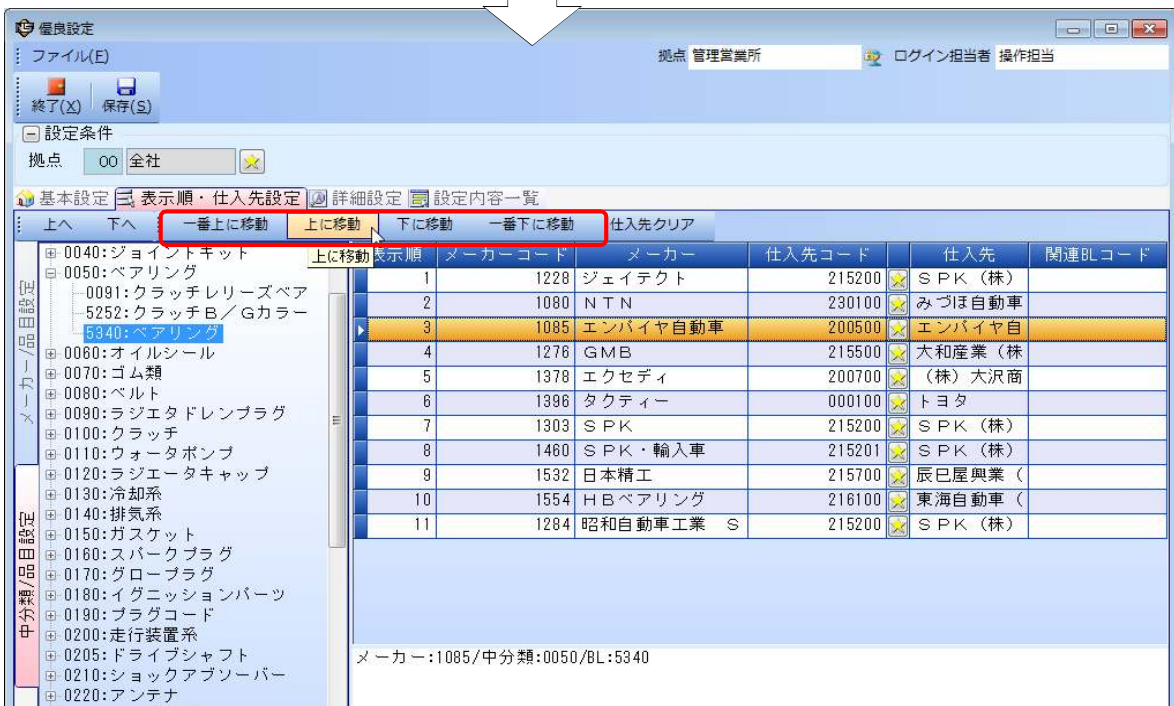 優良設定
ファイル(F) 拠点 管理営業所 ログイン担当者 操作担当
終了(X) 保存(S)
設定条件
拠点 00 全社
基本設定 表示順・仕入先設定 詳細設定 設定内容一覧
上へ 下へ 一番上に移動 上に移動 下に移動 一番下に移動 仕入先クリア
上に移動
メーカー/品目設定
中分類/品目設定
0040:ジョイントキット
0050:ベアリング
0091:クラッチレリーズベア
5252:クラッチB/Gカラー
5340:ベアリング
0060:オイルシール
0070:ゴム類
0080:ベルト
0090:ラジエタドレンプラグ
0100:クラッチ
0110:ウォータポンプ
0120:ラジエータキャップ
0130:冷却系
0140:排気系
0150:ガスケット
0160:スパークプラグ
0170:グロープラグ
0180:イグニッションパーツ
0190:プラグコード
0200:走行装置系
0205:ドライブシャフト
0210:ショックアブソーバー
0220:アンテナ
表示順 メーカーコード メーカー 仕入先コード 仕入先 関連BLコード
1 1228 ジェイテクト 215200 SPK(株)
2 1080 NTN 230100 みづほ自動車
3 1085 エンパイヤ自動車 200500 エンパイヤ自
4 1276 GMB 215500 大和産業(株
5 1378 エクセディ 200700 (株)大沢商
6 1396 タクティー 000100 トヨタ
7 1303 SPK 215200 SPK(株)
8 1460 SPK・輸入車 215201 SPK(株)
9 1532 日本精工 215700 辰巳屋興業(
10 1554 HBベアリング 216100 東海自動車(
11 1284 昭和自動車工業 S 215200 SPK(株)
メーカー:1085/中分類:0050/BL:5340